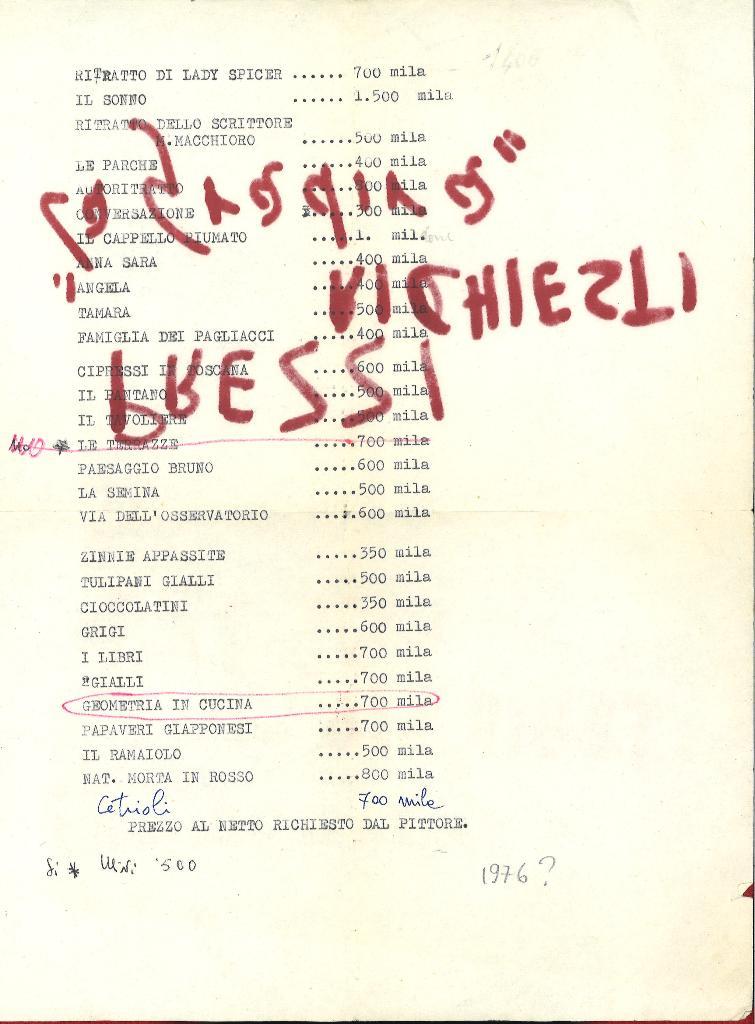 1400
RITRATTO DI LADY SPICER ...... 700 mila
IL SONNO ...... 1.500 mila
RITRATTO DELLO SCRITTORE
M.MACCHIORO ......500 mila
LE PARCHE .....400 mila
AUTORITRATTO .....800 mila
CONVERSAZIONE .....300 mila
IL CAPPELLO PIUMATO .....1. mil.
ANNA SARA .....400 mila
ANGELA .....400 mila
TAMARA .....500 mila
FAMIGLIA DEI PAGLIACCI .....400 mila
CIPRESSI IN TOSCANA .....600 mila
IL PANTANO .....500 mila
IL TAVOLIERE .....500 mila
* LE TERRAZZE .....700 mila
PAESAGGIO BRUNO .....600 mila
LA SEMINA .....500 mila
VIA DELL'OSSERVATORIO .....600 mila
ZINNIE APPASSITE .....350 mila
TULIPANI GIALLI .....500 mila
CIOCCOLATINI .....350 mila
GRIGI .....600 mila
I LIBRI .....700 mila
GIALLI .....700 mila
GEOMETRIA IN CUCINA .....700 mila
PAPAVERI GIAPPONESI .....700 mila
IL RAMAIOLO .....500 mila
NAT. MORTA IN ROSSO .....800 mila
Cetrioli 700 mila
PREZZO AL NETTO RICHIESTO DAL PITTORE.
Si * 500
1976?
PREZZI
RICHIESTI